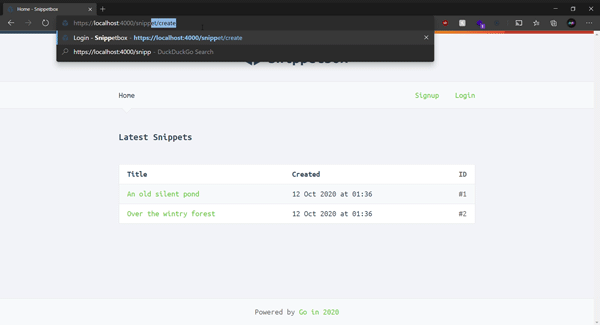 Home - Snippetbox
https://localhost:4000/snippet/create
Login - Snippetbox - https://localhost:4000/snippet/create
https://localhost:4000/snipp - DuckDuckGo Search
Home
Signup
Login
Latest Snippets
Title Created ID
An old silent pond 12 Oct 2020 at 01:36 #1
Over the wintry forest 12 Oct 2020 at 01:36 #2
Powered by Go in 2020